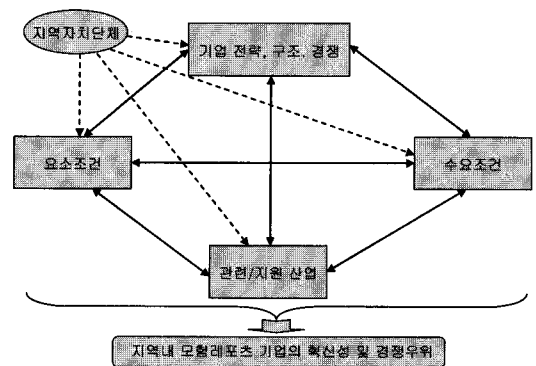 지역자치단체
기업 전략, 구조, 경쟁
요소조건
수요조건
관련/지원 산업
지역내 모험레포츠 기업의 혁신성 및 경쟁우위